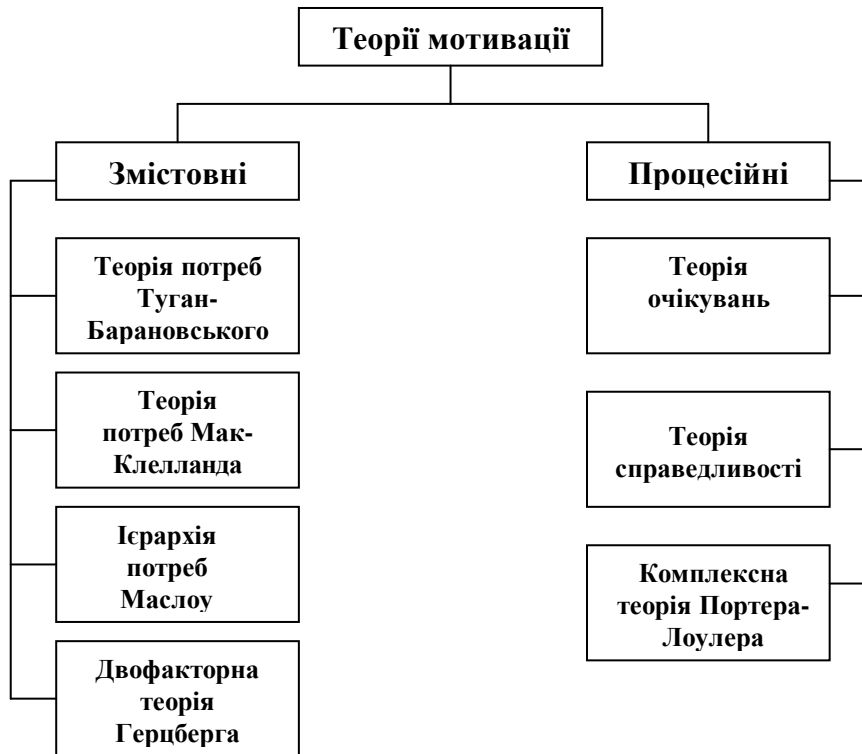 Теорії мотивації
Змістовні
Процесійні
Теорія потреб
Туган-
Барановського
Теорія
потреб Мак-
Клелланда
Ієрархія
потреб
Маслоу
Двофакторна
теорія
Герцберга
Теорія
очікувань
Теорія
справедливості
Комплексна
теорія Портера-
Лоулера